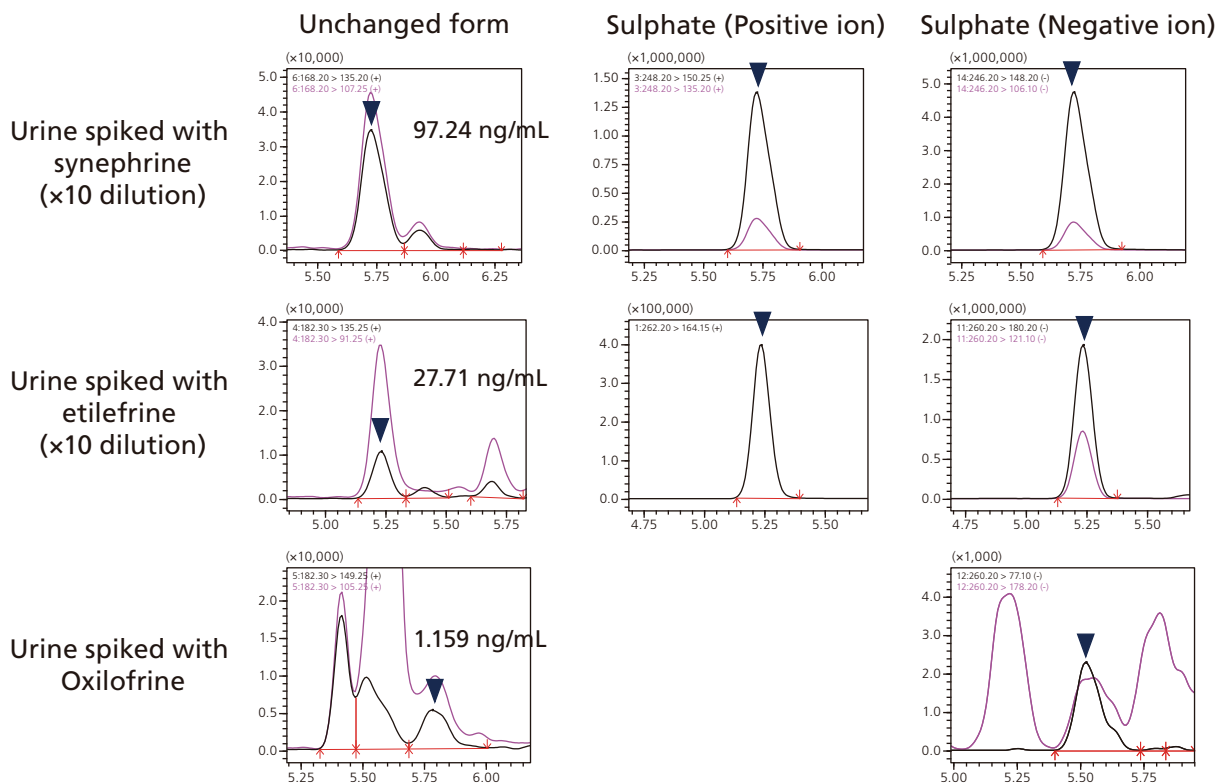 Unchanged form
Sulphate (Positive ion)
Sulphate (Negative ion)
Urine spiked with
synephrine
(×10 dilution)
(×10,000)
6:168.20 > 135.20 (+)
6:168.20 > 107.25 (+)
97.24 ng/mL
5.0
4.0
3.0
2.0
1.0
0.0
5.50 5.75 6.00 6.25
(×1,000,000)
3:248.20 > 150.25 (+)
3:248.20 > 135.20 (+)
1.50
1.25
1.00
0.75
0.50
0.25
0.00
5.25 5.50 5.75 6.00
(×1,000,000)
14:246.20 > 148.20 (-)
14:246.20 > 106.10 (-)
5.0
4.0
3.0
2.0
1.0
0.0
5.20 5.25 5.50 5.75 6.00
Urine spiked with
etilefrine
(×10 dilution)
(×10,000)
4:182.30 > 135.25 (+)
4:182.30 > 91.25 (+)
27.71 ng/mL
4.0
3.0
2.0
1.0
0.0
5.00 5.25 5.50 5.75
(×100,000)
1:262.20 > 164.15 (+)
4.0
3.0
2.0
1.0
0.0
4.75 5.00 5.25 5.50
(×1,000,000)
11:260.20 > 180.20 (-)
11:260.20 > 121.10 (-)
2.0
1.5
1.0
0.5
0.0
4.75 5.00 5.25 5.50
Urine spiked with
Oxilofrine
(×10,000)
5:182.30 > 149.25 (+)
5:182.30 > 105.25 (+)
1.159 ng/mL
2.0
1.5
1.0
0.5
0.0
5.25 5.50 5.75 6.00
(×1,000)
12:260.20 > 77.10 (-)
12:260.20 > 178.20 (-)
4.0
3.0
2.0
1.0
0.0
5.00 5.25 5.50 5.75